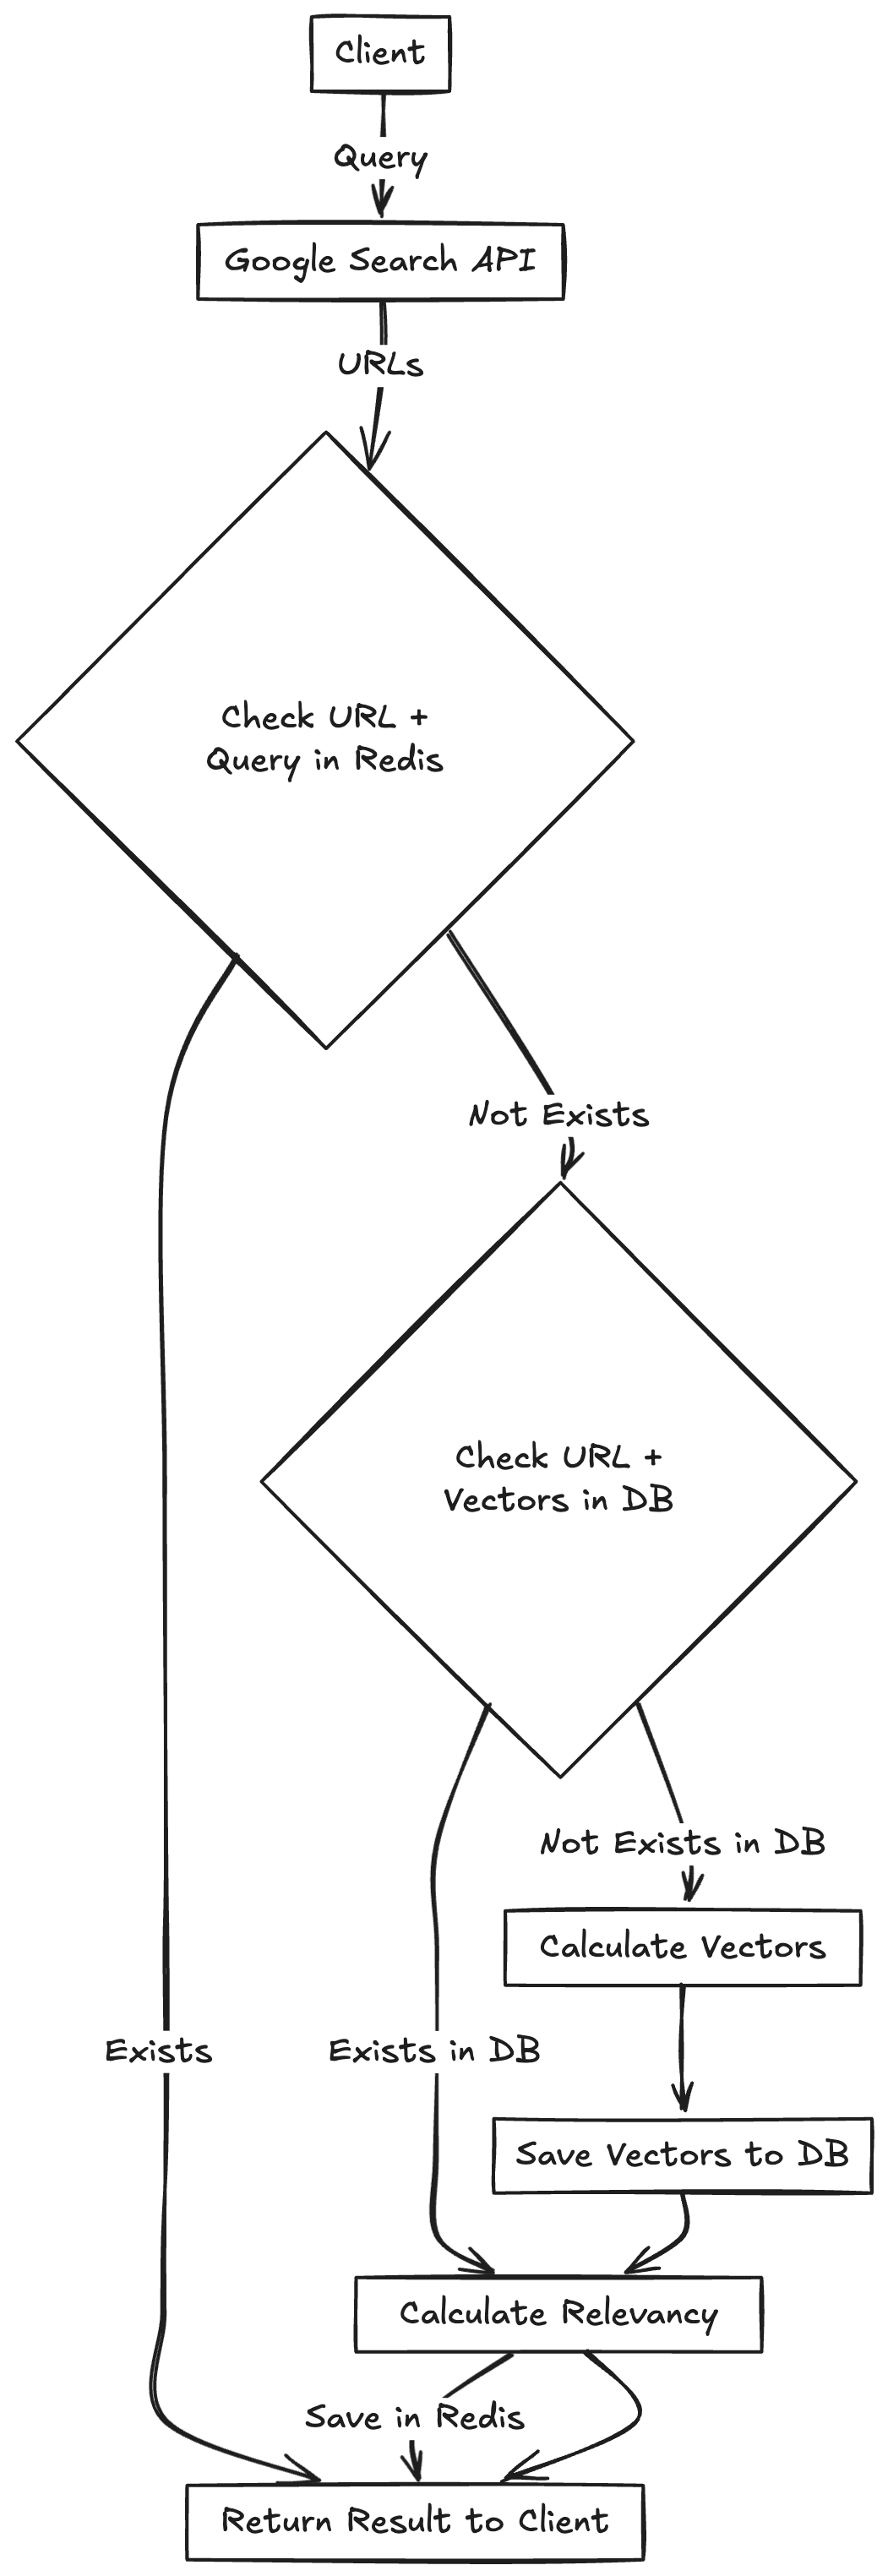 Client
Query
Google Search API
URLs
Check URL +
Query in Redis
Not Exists
Check URL +
Vectors in DB
Not Exists in DB
Calculate Vectors
Exists
Exists in DB
Save Vectors to DB
Calculate Relevancy
Save in Redis
Return Result to Client